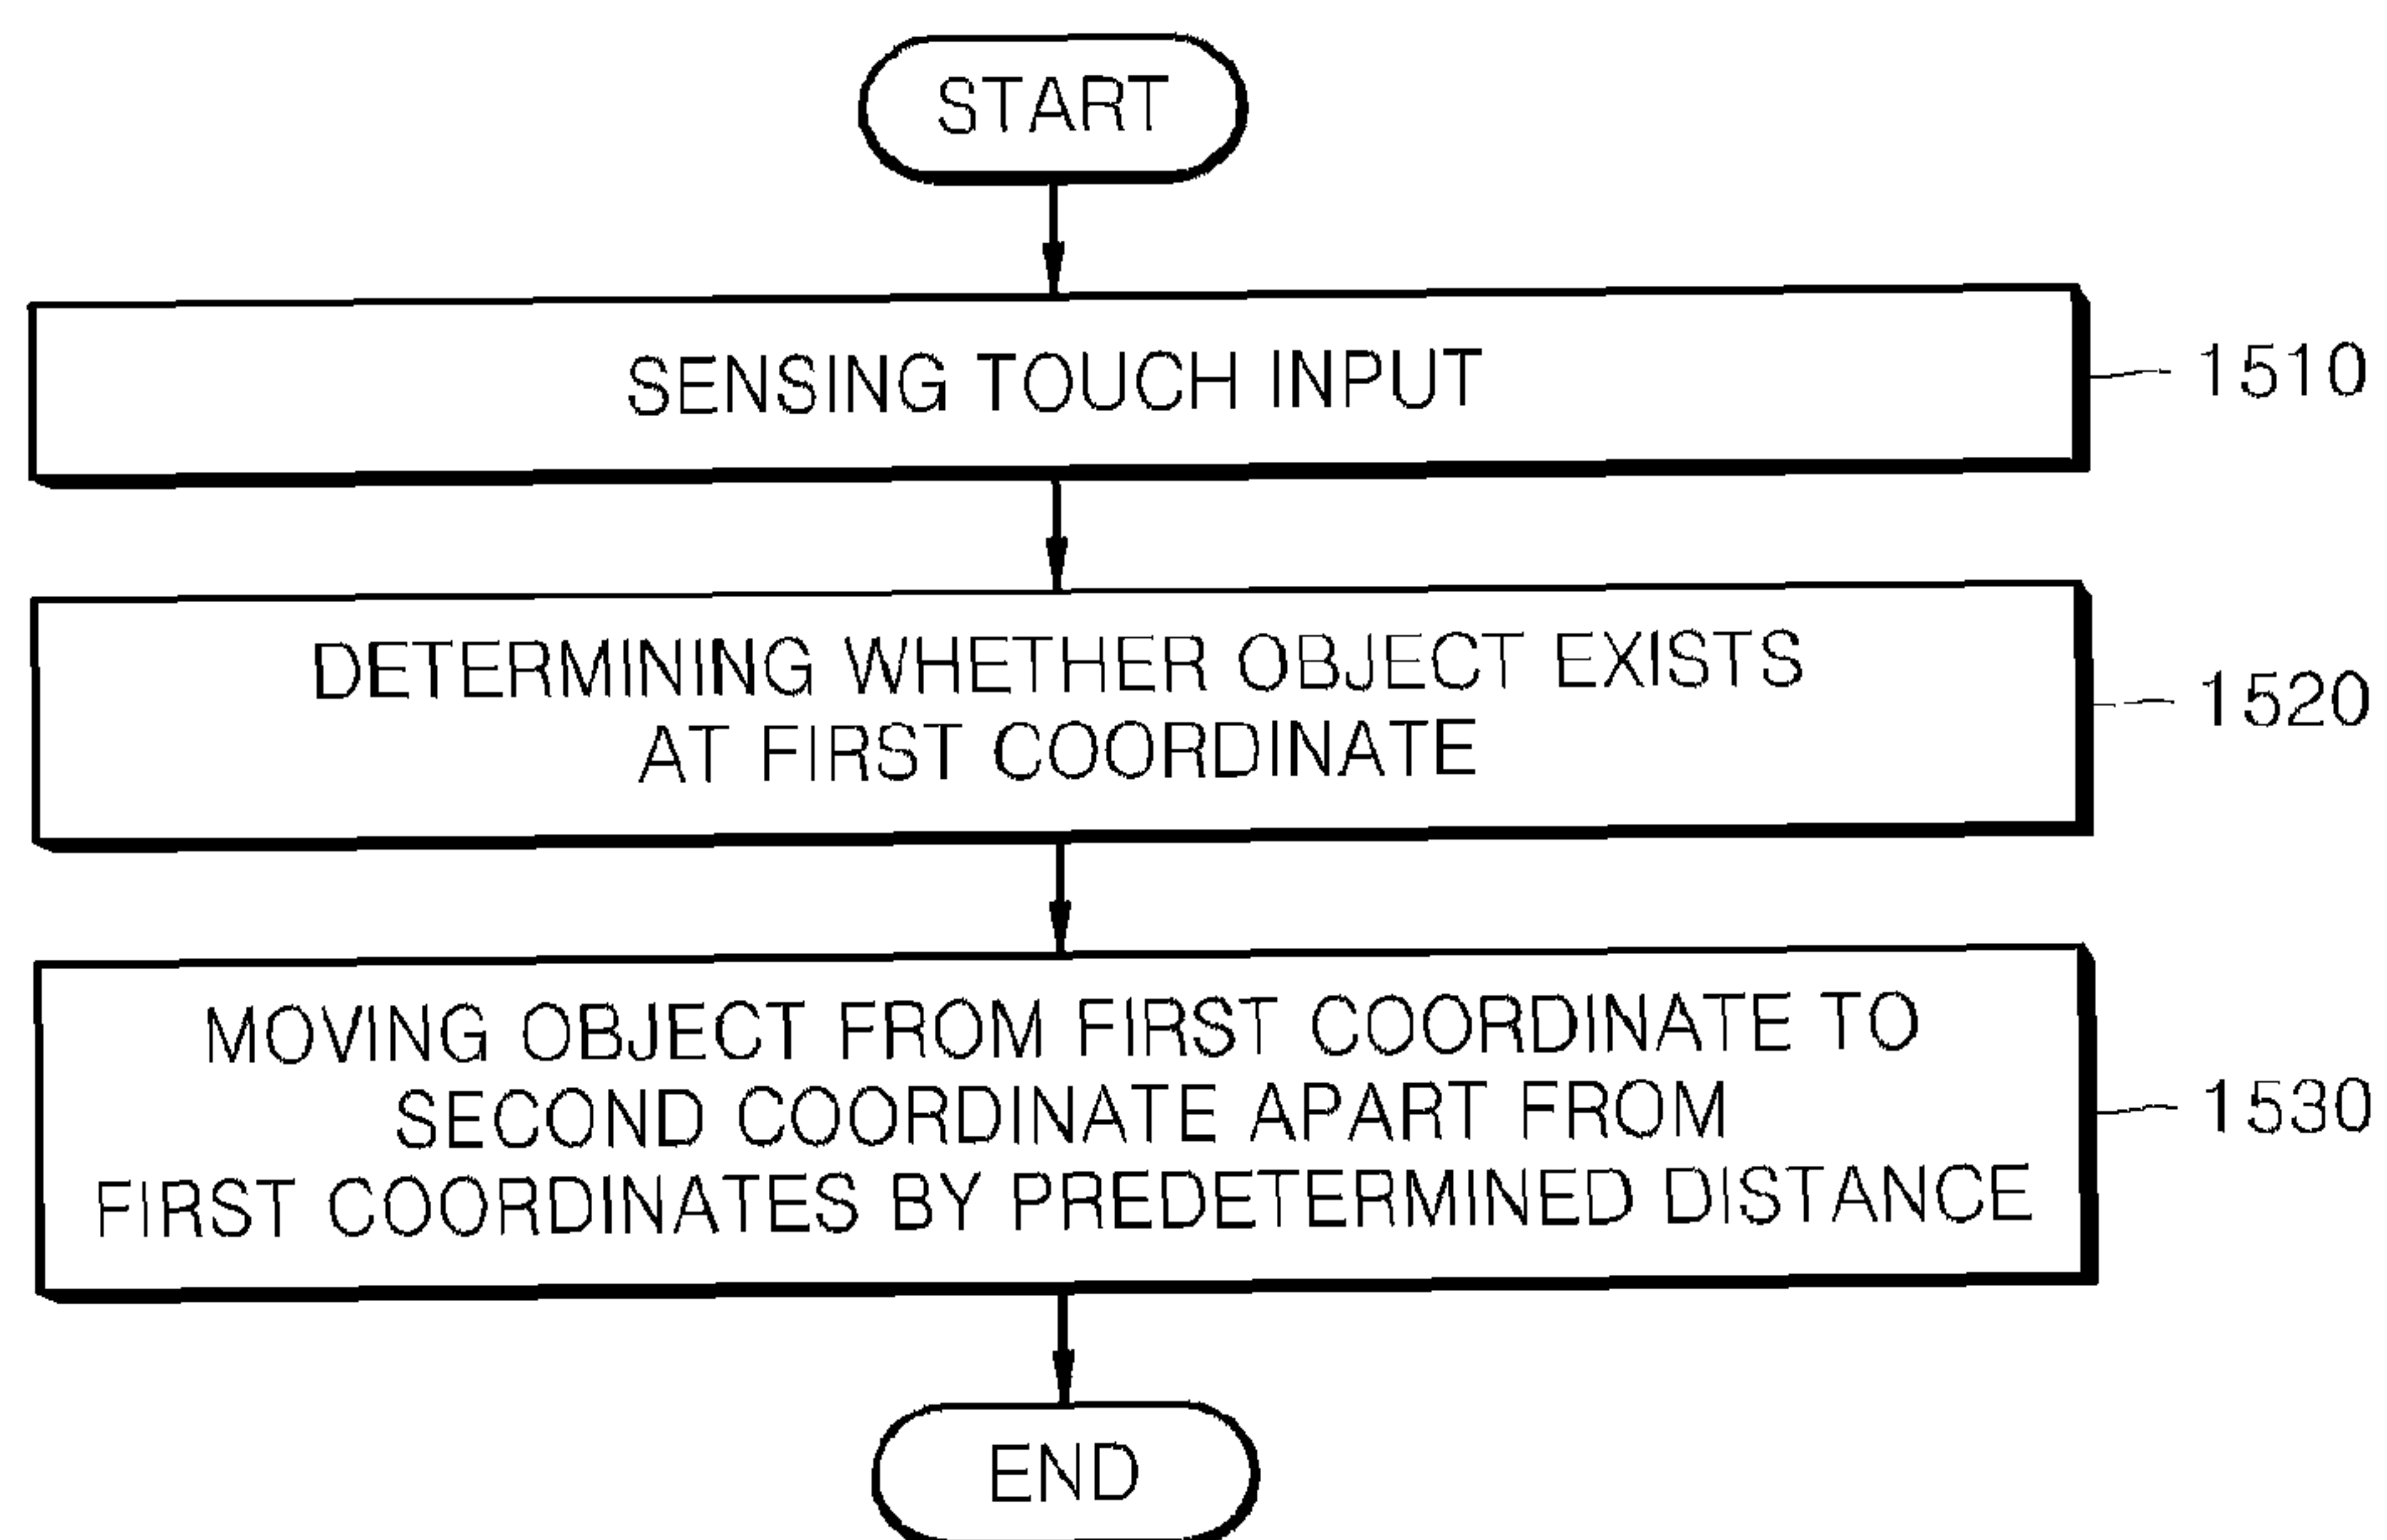 START
SENSING TOUCH INPUT
1510
DETERMINING WHETHER OBJECT EXISTS
AT FIRST COORDINATE
1520
MOVING OBJECT FROM FIRST COORDINATE TO
SECOND COORDINATE APART FROM
FIRST COORDINATES BY PREDETERMINED DISTANCE
1530
END